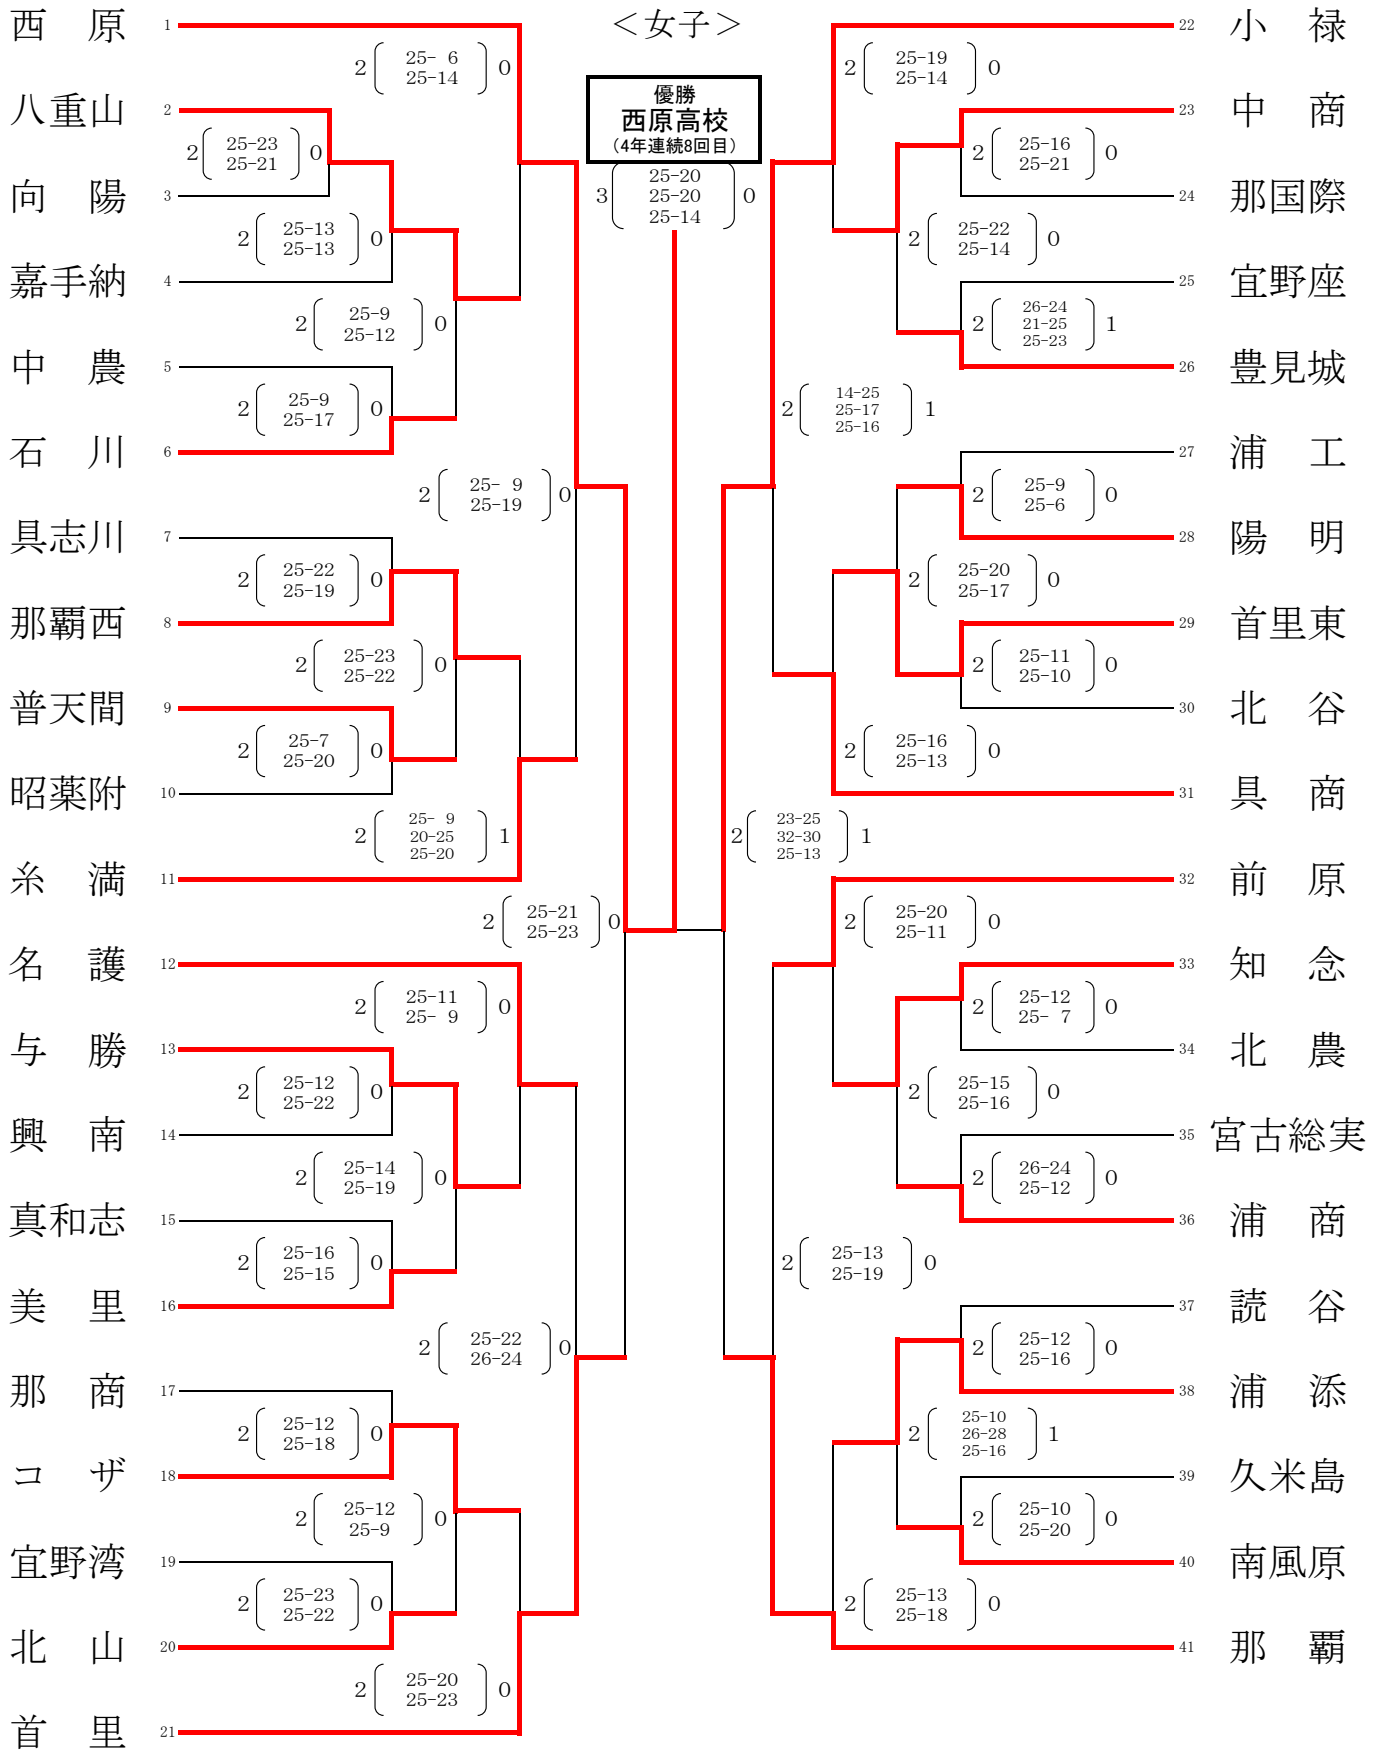 ＜女子＞
優勝
西原高校
（4年連続8回目）
3 25-20 0
25-20
25-14
西　原 1
2 25- 6 0
25-14
八重山 2
2 25-23 0
25-21
向　陽 3
2 25-13 0
25-13
嘉手納 4
2 25-9 0
25-12
中　農 5
2 25-9 0
25-17
石　川 6
2 25- 9 0
25-19
具志川 7
2 25-22 0
25-19
那覇西 8
2 25-23 0
25-22
普天間 9
2 25-7 0
25-20
昭薬附 10
2 25- 9 1
20-25
25-20
糸　満 11
2 25-21 0
25-23
名　護 12
2 25-11 0
25- 9
与　勝 13
2 25-12 0
25-22
興　南 14
2 25-14 0
25-19
真和志 15
2 25-16 0
25-15
美　里 16
2 25-22 0
26-24
那　商 17
2 25-12 0
25-18
コ　ザ 18
2 25-12 0
25-9
宜野湾 19
2 25-23 0
25-22
北　山 20
2 25-20 0
25-23
首　里 21
22 小　禄
2 25-19 0
25-14
23 中　商
2 25-16 0
25-21
24 那国際
2 25-22 0
25-14
25 宜野座
2 26-24 1
21-25
25-23
26 豊見城
2 14-25 1
25-17
25-16
27 浦　工
2 25-9 0
25-6
28 陽　明
2 25-20 0
25-17
29 首里東
2 25-11 0
25-10
30 北　谷
2 25-16 0
25-13
31 具　商
2 23-25 1
32-30
25-13
32 前　原
2 25-20 0
25-11
33 知　念
2 25-12 0
25- 7
34 北　農
2 25-15 0
25-16
35 宮古総実
2 26-24 0
25-12
36 浦　商
2 25-13 0
25-19
37 読　谷
2 25-12 0
25-16
38 浦　添
2 25-10 1
26-28
25-16
39 久米島
2 25-10 0
25-20
40 南風原
2 25-13 0
25-18
41 那　覇